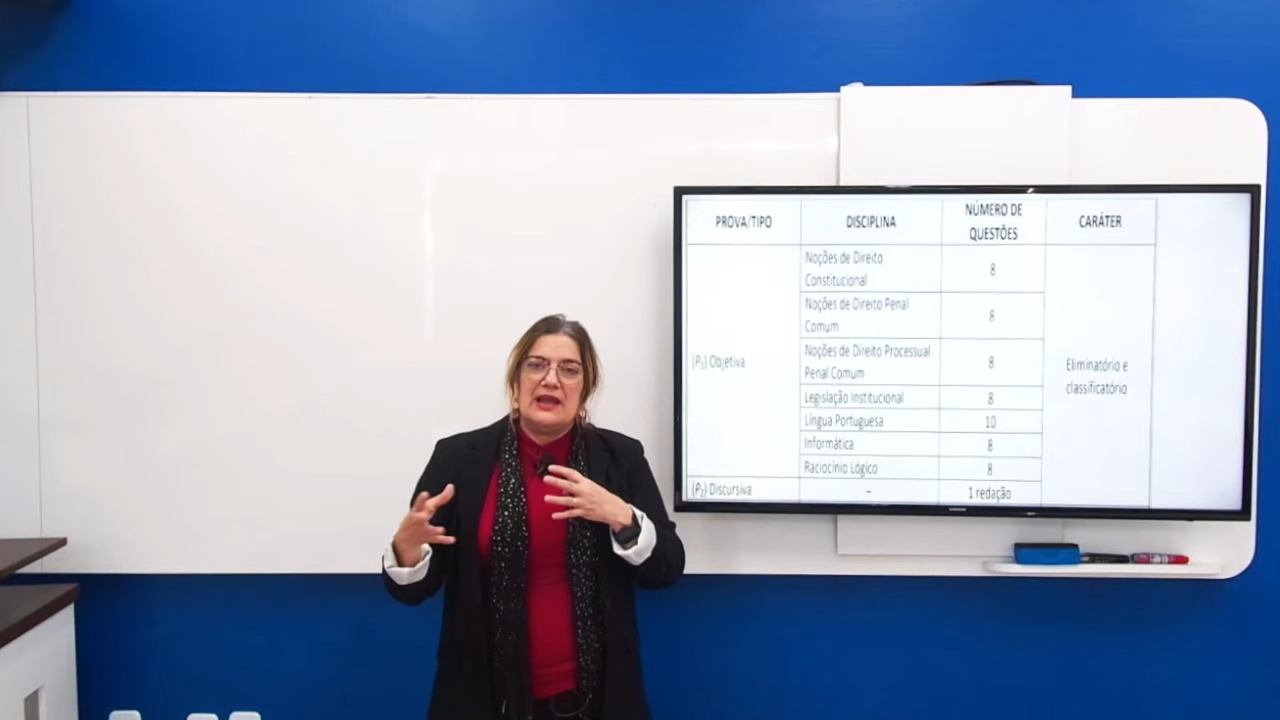 PROVA/TIPO DISCIPLINA NÚMERO DE QUESTÕES CARÁTER
Noções de Direito
Constitucional
8
Noções de Direito Penal
Comum
8
(P₁) Objetiva
Noções de Direito Processual
Penal Comum
8
Eliminatório e
classificatório
Legislação Institucional 8
Língua Portuguesa 10
Informática 8
Raciocínio Lógico 8
(P₂) Discursiva – 1 redação